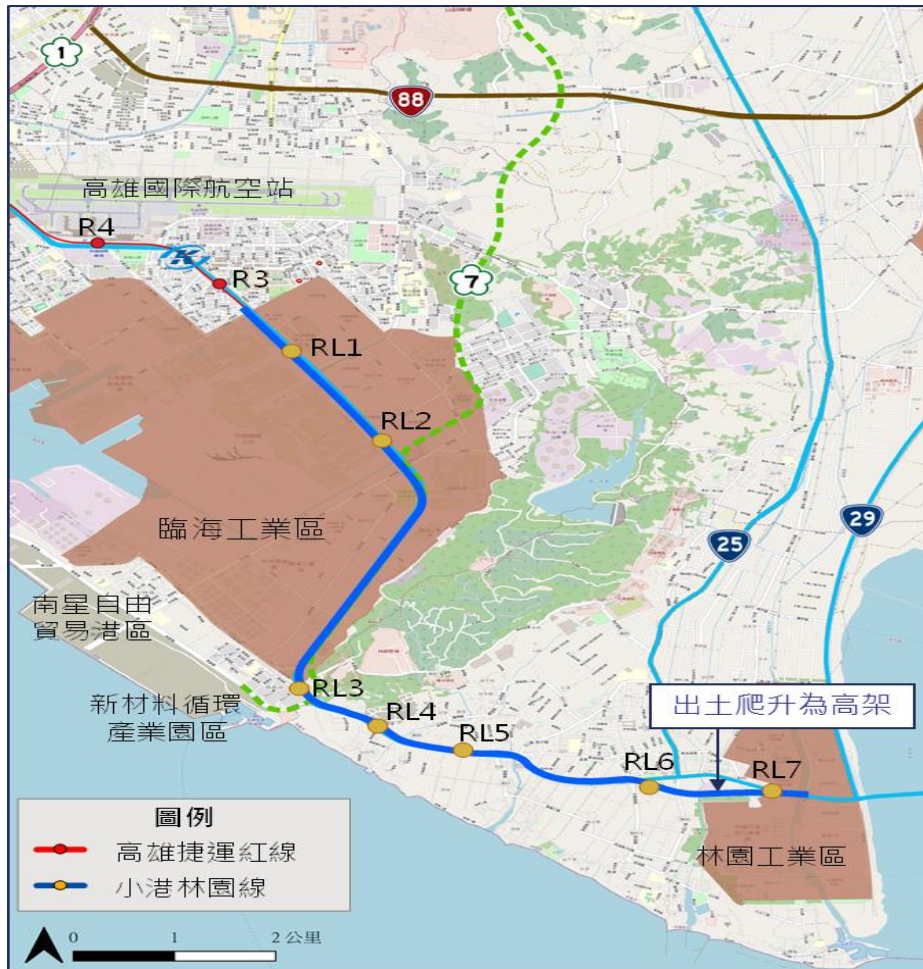 1
88
高雄國際航空站
R4
R3
7
RL1
RL2
臨海工業區
25
29
南星自由
貿易港區
新材料循環
產業園區
RL3
RL4
RL5
出土爬升為高架
RL6
RL7
林園工業區
圖例
高雄捷運紅線
小港林園線
0 1 2 公里